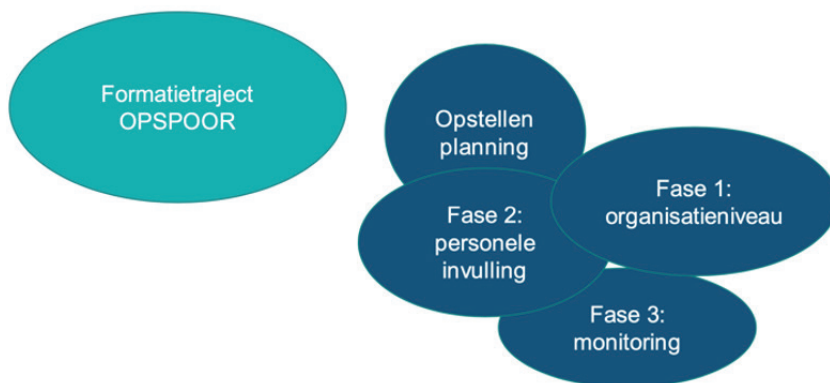 Formatietraject
OPSPOOR
Opstellen
planning
Fase 1:
organisatieniveau
Fase 2:
personele
invulling
Fase 3:
monitoring